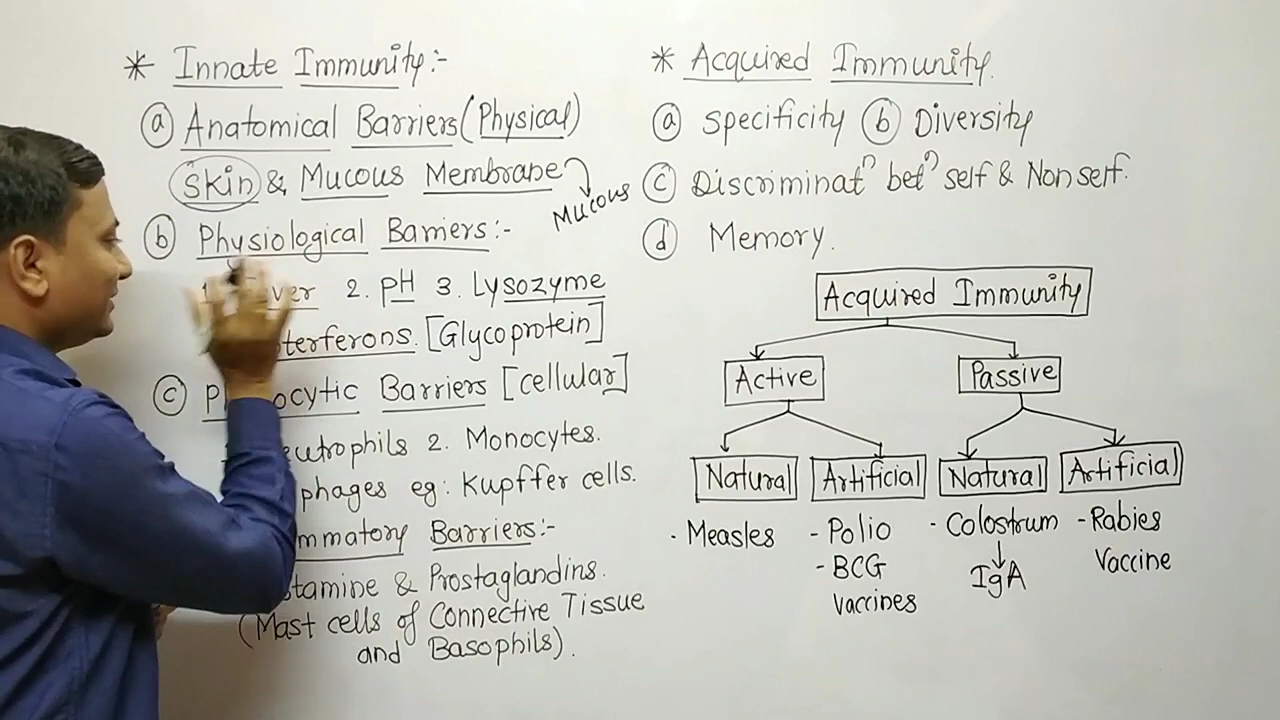 * Innate Immunity:-
ⓐ Anatomical Barriers (Physical)
Skin & Mucous Membrane
Mucous
ⓑ Physiological Barriers:-
2. pH 3. Lysozyme
[Glycoprotein]
ⓒ Barriers [cellular]
2. Monocytes.
eg: Kupffer cells.
Barriers:-
& Prostaglandins.
(Mast cells of Connective Tissue
and Basophils).
* Acquired Immunity.
ⓐ Specificity ⓑ Diversity
ⓒ Discriminatⁿ betⁿ self & Nonself.
ⓓ Memory.
Acquired Immunity
Active Passive
Natural Artificial Natural Artificial
· Measles - Polio · Colostrum - Rabies
- BCG IgA Vaccine
Vaccines